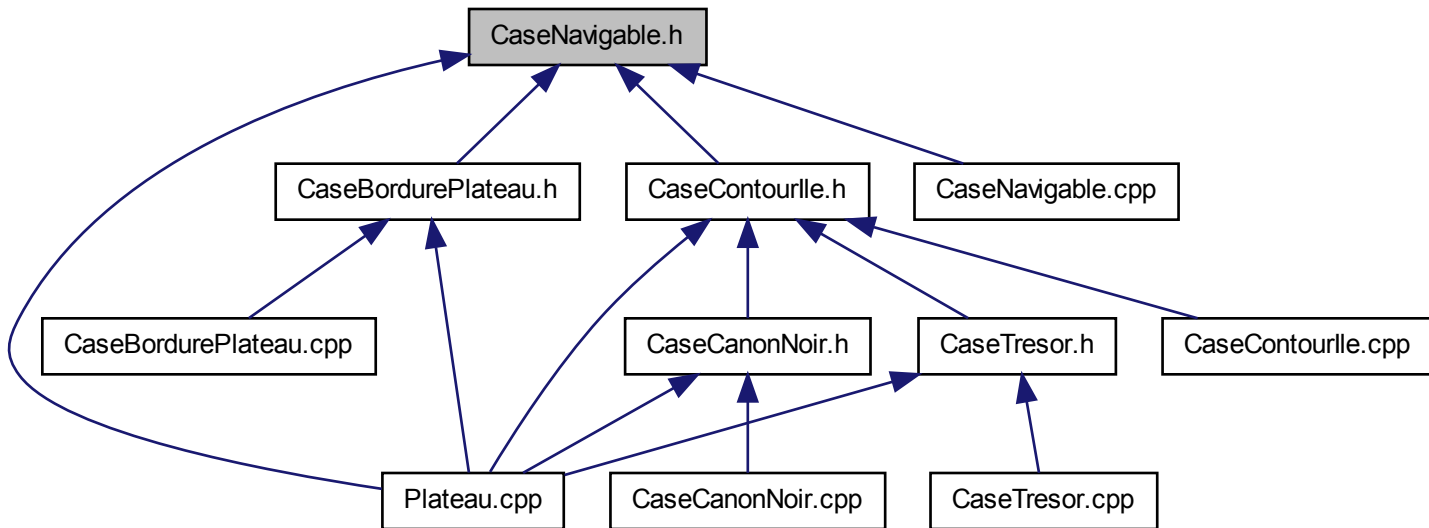 CaseNavigable.h
CaseBordurePlateau.h
CaseContourIle.h
CaseNavigable.cpp
CaseBordurePlateau.cpp
CaseCanonNoir.h
CaseTresor.h
CaseContourIle.cpp
Plateau.cpp
CaseCanonNoir.cpp
CaseTresor.cpp